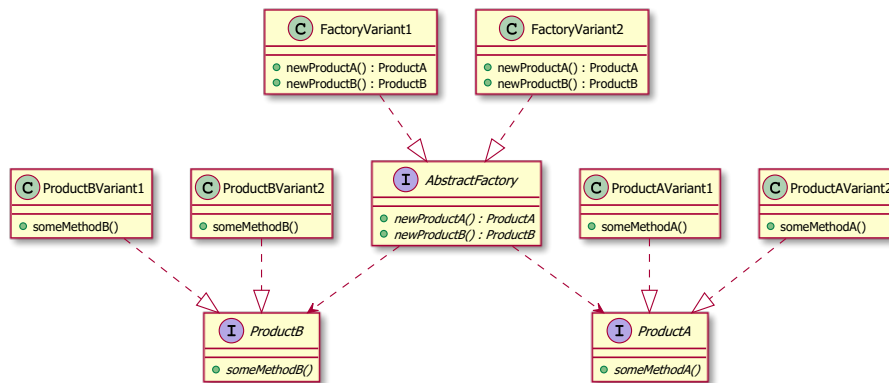 C FactoryVariant1
newProductA() : ProductA
newProductB() : ProductB
C FactoryVariant2
newProductA() : ProductA
newProductB() : ProductB
C ProductBVariant1
someMethodB()
C ProductBVariant2
someMethodB()
I AbstractFactory
newProductA() : ProductA
newProductB() : ProductB
C ProductAVariant1
someMethodA()
C ProductAVariant2
someMethodA()
I ProductB
someMethodB()
I ProductA
someMethodA()